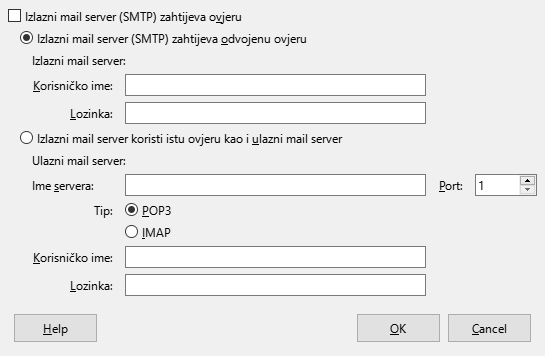 Izlazni mail server (SMTP) zahtijeva ovjeru
Izlazni mail server (SMTP) zahtijeva odvojenu ovjeru
Izlazni mail server:
Korisničko ime:
Lozinka:
Izlazni mail server koristi istu ovjeru kao i ulazni mail server
Ulazni mail server:
Ime servera: Port: 1
Tip: POP3
IMAP
Korisničko ime:
Lozinka:
Help OK Cancel